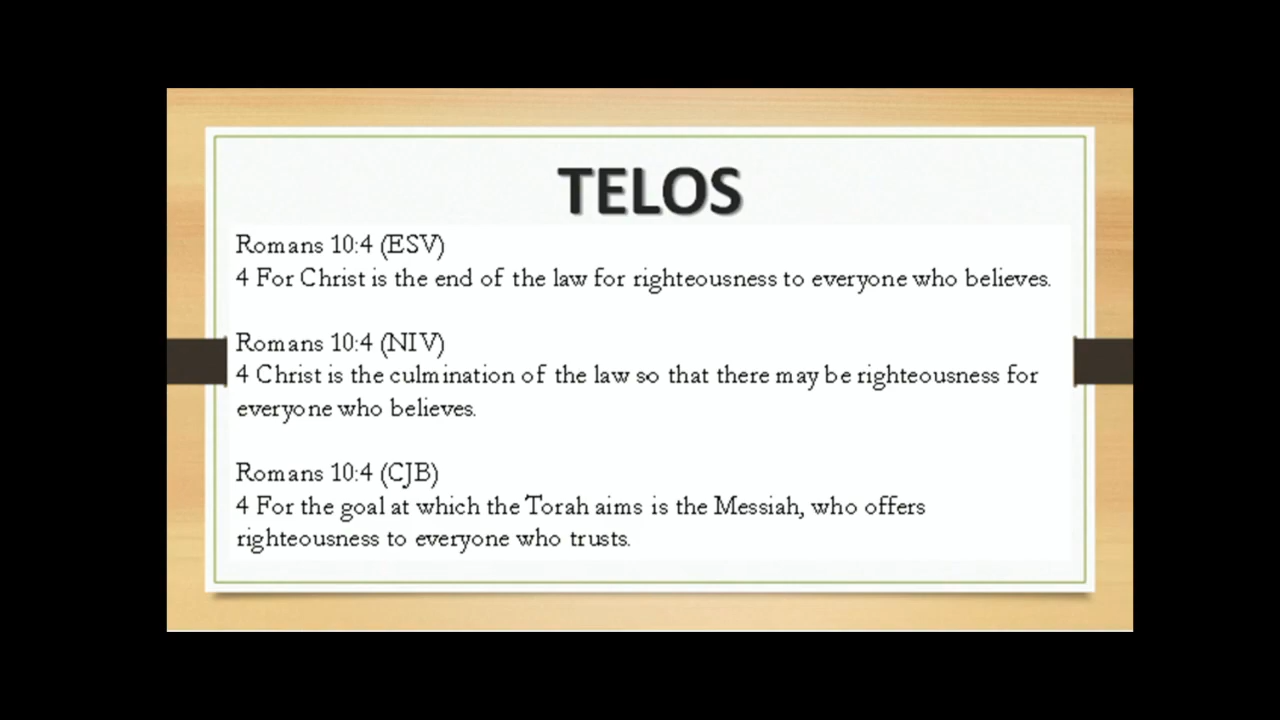 TELOS
Romans 10:4 (ESV)
4 For Christ is the end of the law for righteousness to everyone who believes.
Romans 10:4 (NIV)
4 Christ is the culmination of the law so that there may be righteousness for
everyone who believes.
Romans 10:4 (CJB)
4 For the goal at which the Torah aims is the Messiah, who offers
righteousness to everyone who trusts.